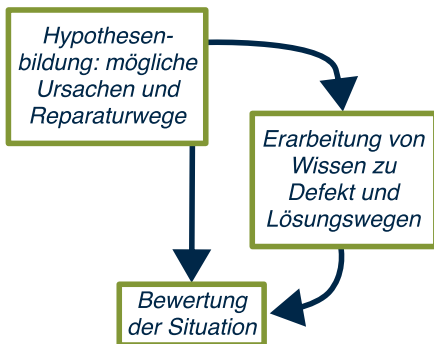 Hypothesen-
bildung: mögliche
Ursachen und
Reparaturwege
Erarbeitung von
Wissen zu
Defekt und
Lösungswegen
Bewertung
der Situation